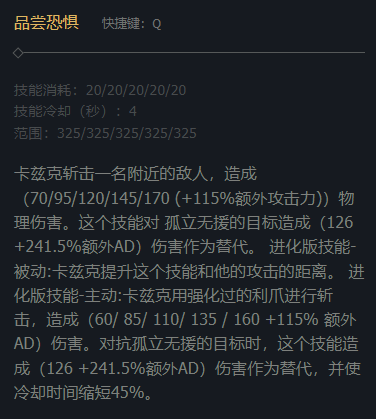 品尝恐惧 快捷键：Q
技能消耗：20/20/20/20/20
技能冷却（秒）：4
范围：325/325/325/325/325
卡兹克斩击一名附近的敌人，造成
（70/95/120/145/170 (+115%额外攻击力)）物
理伤害。这个技能对 孤立无援的目标造成（126
+241.5%额外AD）伤害作为替代。 进化版技能-
被动:卡兹克提升这个技能和他的攻击的距离。 进
化版技能-主动:卡兹克用强化过的利爪进行斩
击，造成（60/ 85/ 110/ 135 / 160 +115% 额外
AD）伤害。对抗孤立无援的目标时，这个技能造
成（126 +241.5%额外AD）伤害作为替代，并使
冷却时间缩短45%。